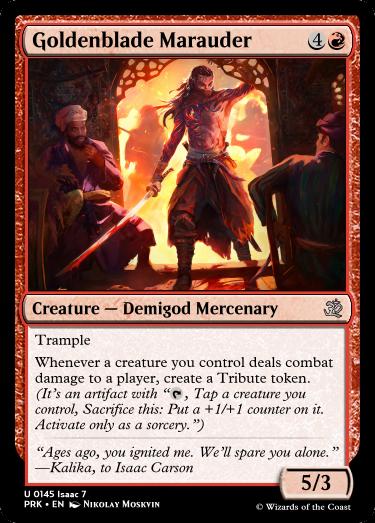 Goldenblade Marauder 4
Creature — Demigod Mercenary
Trample
Whenever a creature you control deals combat
damage to a player, create a Tribute token.
(It's an artifact with “, Tap a creature you
control, Sacrifice this: Put a +1/+1 counter on it.
Activate only as a sorcery.”)
“Ages ago, you ignited me. We'll spare you alone.”
—Kalika, to Isaac Carson
5/3
U 0145 Isaac 7
PRK • EN Nikolay Moskvin
© Wizards of the Coast